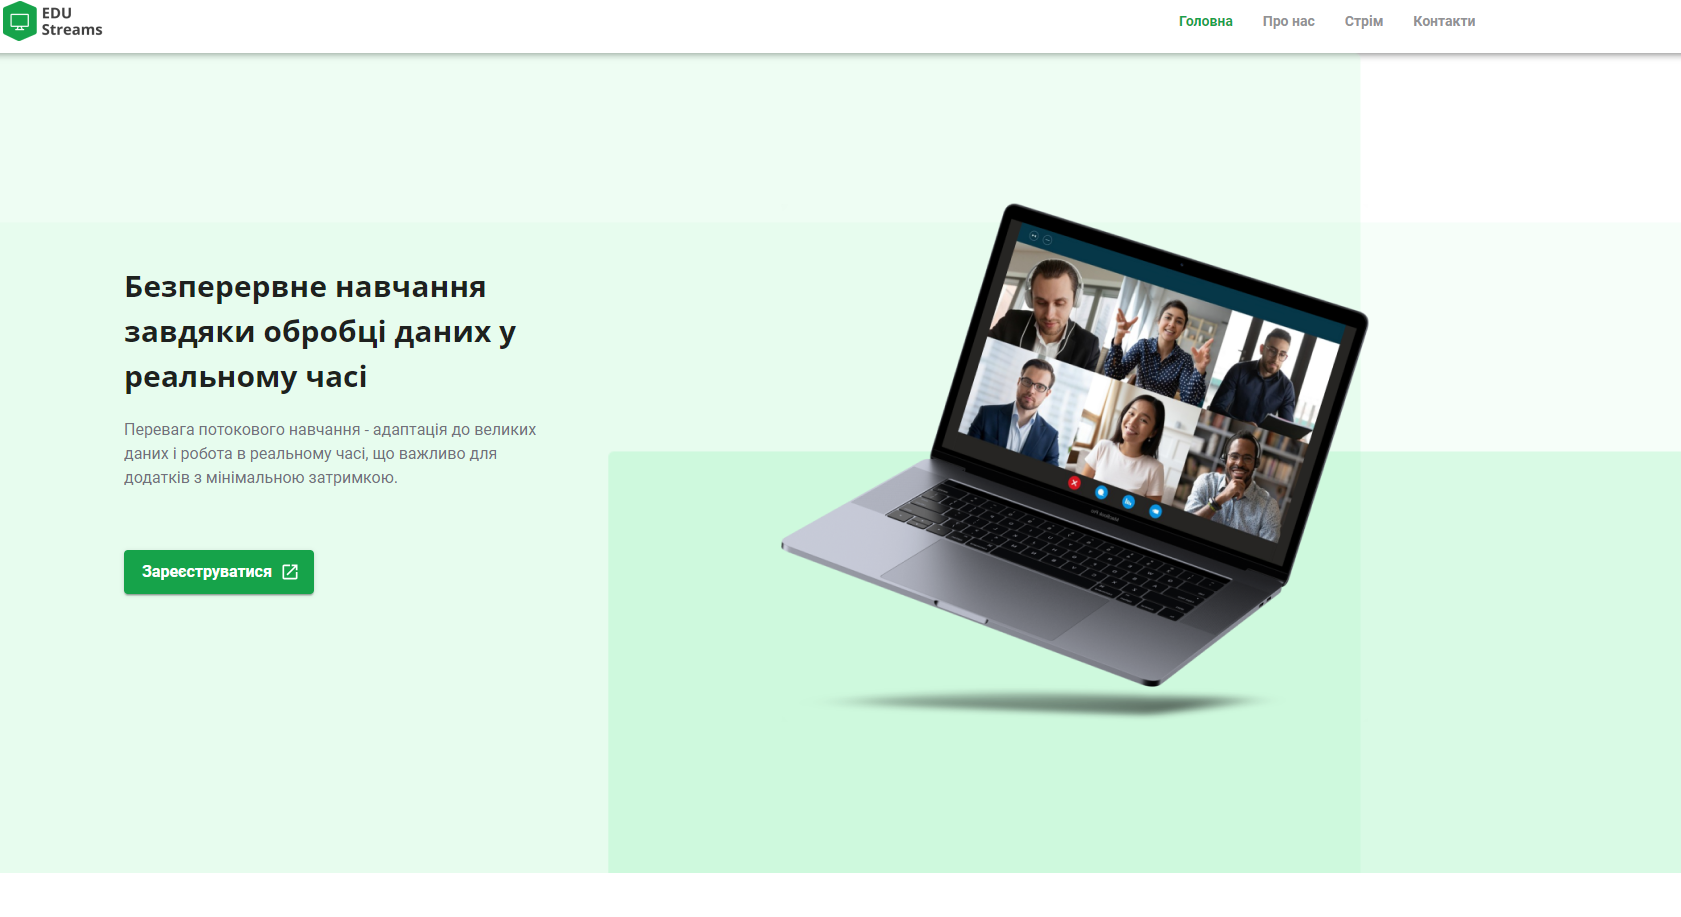 EDU
Streams
Головна Про нас Стрім Контакти
Безперервне навчання
завдяки обробці даних у
реальному часі
Перевага потокового навчання - адаптація до великих
даних і робота в реальному часі, що важливо для
додатків з мінімальною затримкою.
Зареєструватися